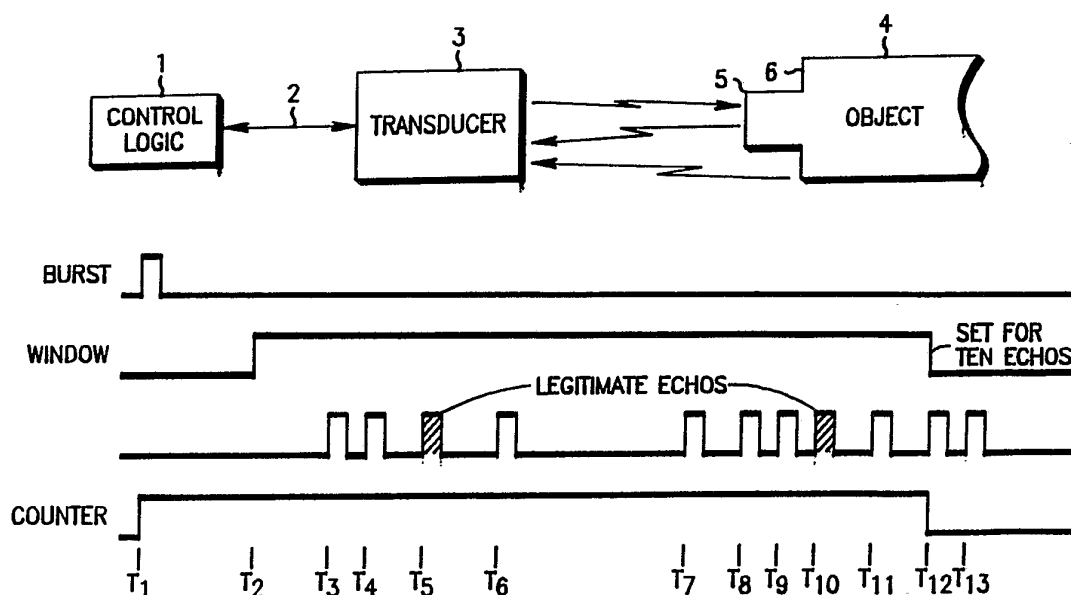 1
CONTROL
LOGIC
2
3
TRANSDUCER
4
5
6
OBJECT
BURST
WINDOW
SET FOR
TEN ECHOS
LEGITIMATE ECHOS
COUNTER
T1 T2 T3 T4 T5 T6 T7 T8 T9 T10 T11 T12 T13